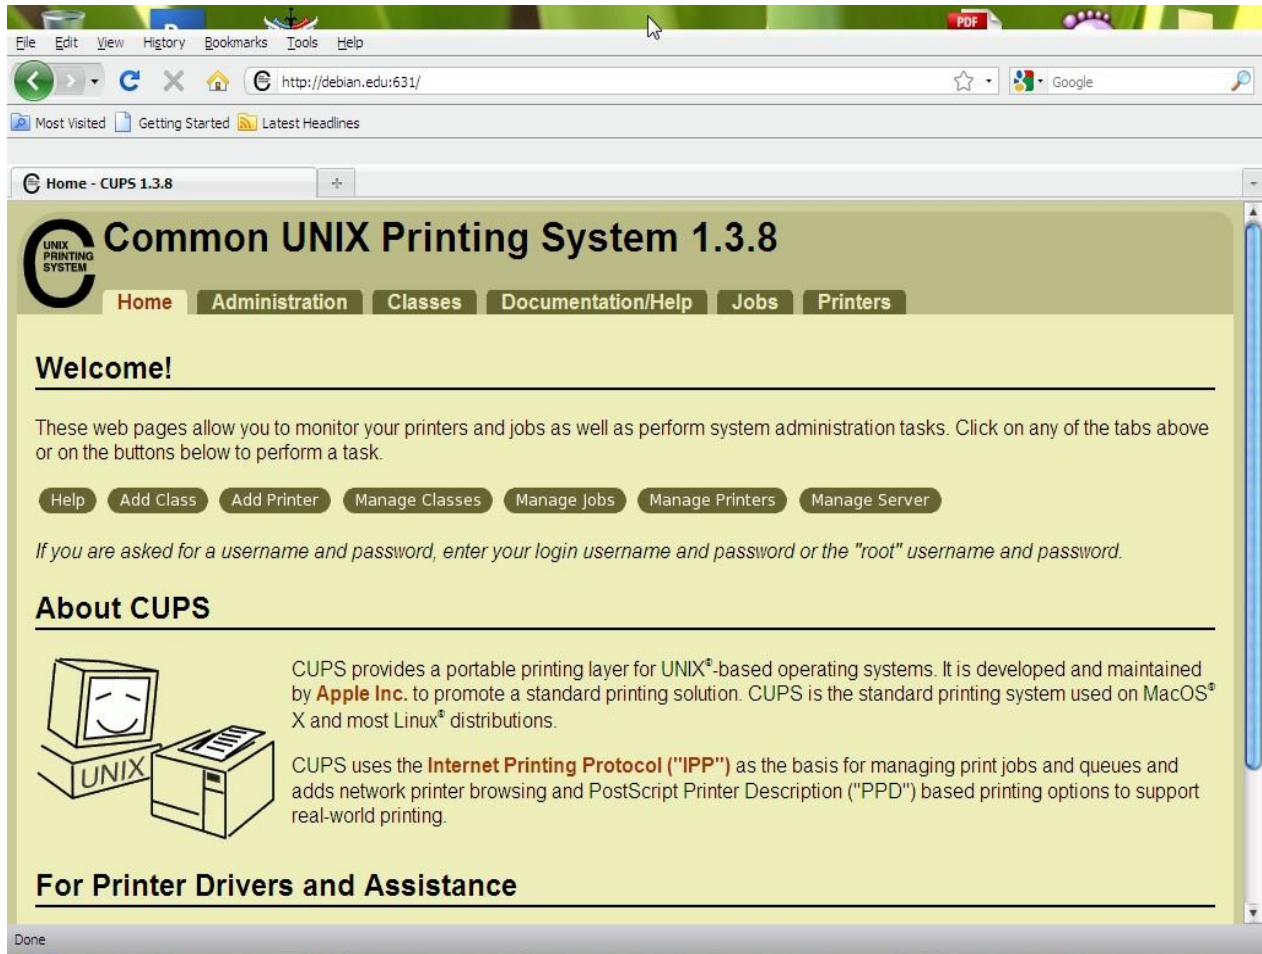 PDF
File Edit View History Bookmarks Tools Help
http://debian.edu:631/ Google
Most Visited Getting Started Latest Headlines
Home - CUPS 1.3.8
UNIX
PRINTING
SYSTEM
Common UNIX Printing System 1.3.8
Home Administration Classes Documentation/Help Jobs Printers
Welcome!
These web pages allow you to monitor your printers and jobs as well as perform system administration tasks. Click on any of the tabs above
or on the buttons below to perform a task.
Help Add Class Add Printer Manage Classes Manage Jobs Manage Printers Manage Server
If you are asked for a username and password, enter your login username and password or the "root" username and password.
About CUPS
UNIX
CUPS provides a portable printing layer for UNIX®-based operating systems. It is developed and maintained
by Apple Inc. to promote a standard printing solution. CUPS is the standard printing system used on MacOS®
X and most Linux® distributions.
CUPS uses the Internet Printing Protocol ("IPP") as the basis for managing print jobs and queues and
adds network printer browsing and PostScript Printer Description ("PPD") based printing options to support
real-world printing.
For Printer Drivers and Assistance
Done